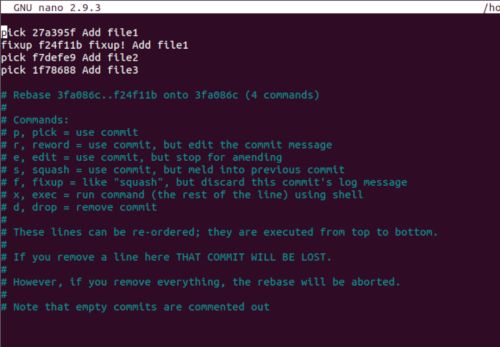 GNU nano 2.9.3 /ho
pick 27a395f Add file1
fixup f24f11b fixup! Add file1
pick f7defe9 Add file2
pick 1f78688 Add file3

# Rebase 3fa086c..f24f11b onto 3fa086c (4 commands)
#
# Commands:
# p, pick = use commit
# r, reword = use commit, but edit the commit message
# e, edit = use commit, but stop for amending
# s, squash = use commit, but meld into previous commit
# f, fixup = like "squash", but discard this commit's log message
# x, exec = run command (the rest of the line) using shell
# d, drop = remove commit
#
# These lines can be re-ordered; they are executed from top to bottom.
#
# If you remove a line here THAT COMMIT WILL BE LOST.
#
# However, if you remove everything, the rebase will be aborted.
#
# Note that empty commits are commented out